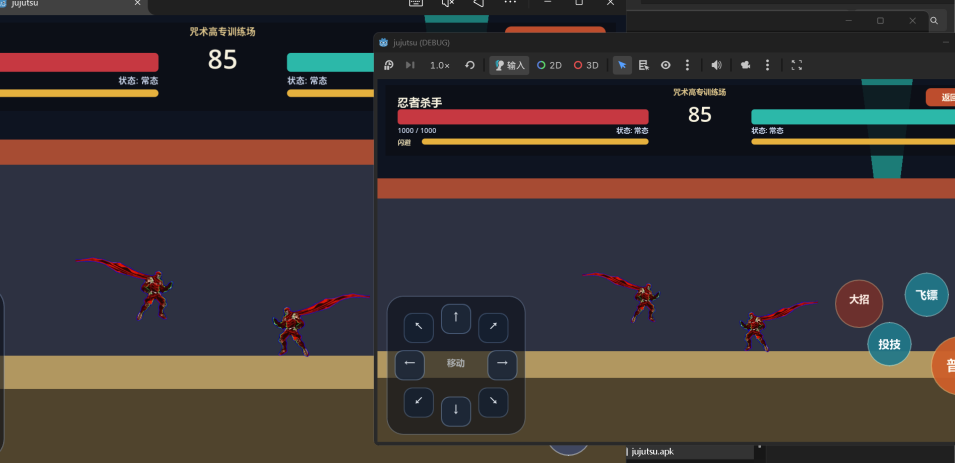 jujutsu
咒术高专训练场
85
状态: 常态
状态: 常态
jujutsu (DEBUG)
1.0×
输入
2D
3D
忍者杀手
咒术高专训练场
85
返回
1000 / 1000
状态: 常态
状态: 常态
闪避
大招
飞镖
投技
普
↖
↑
↗
←
移动
→
↙
↓
↘
jujutsu.apk